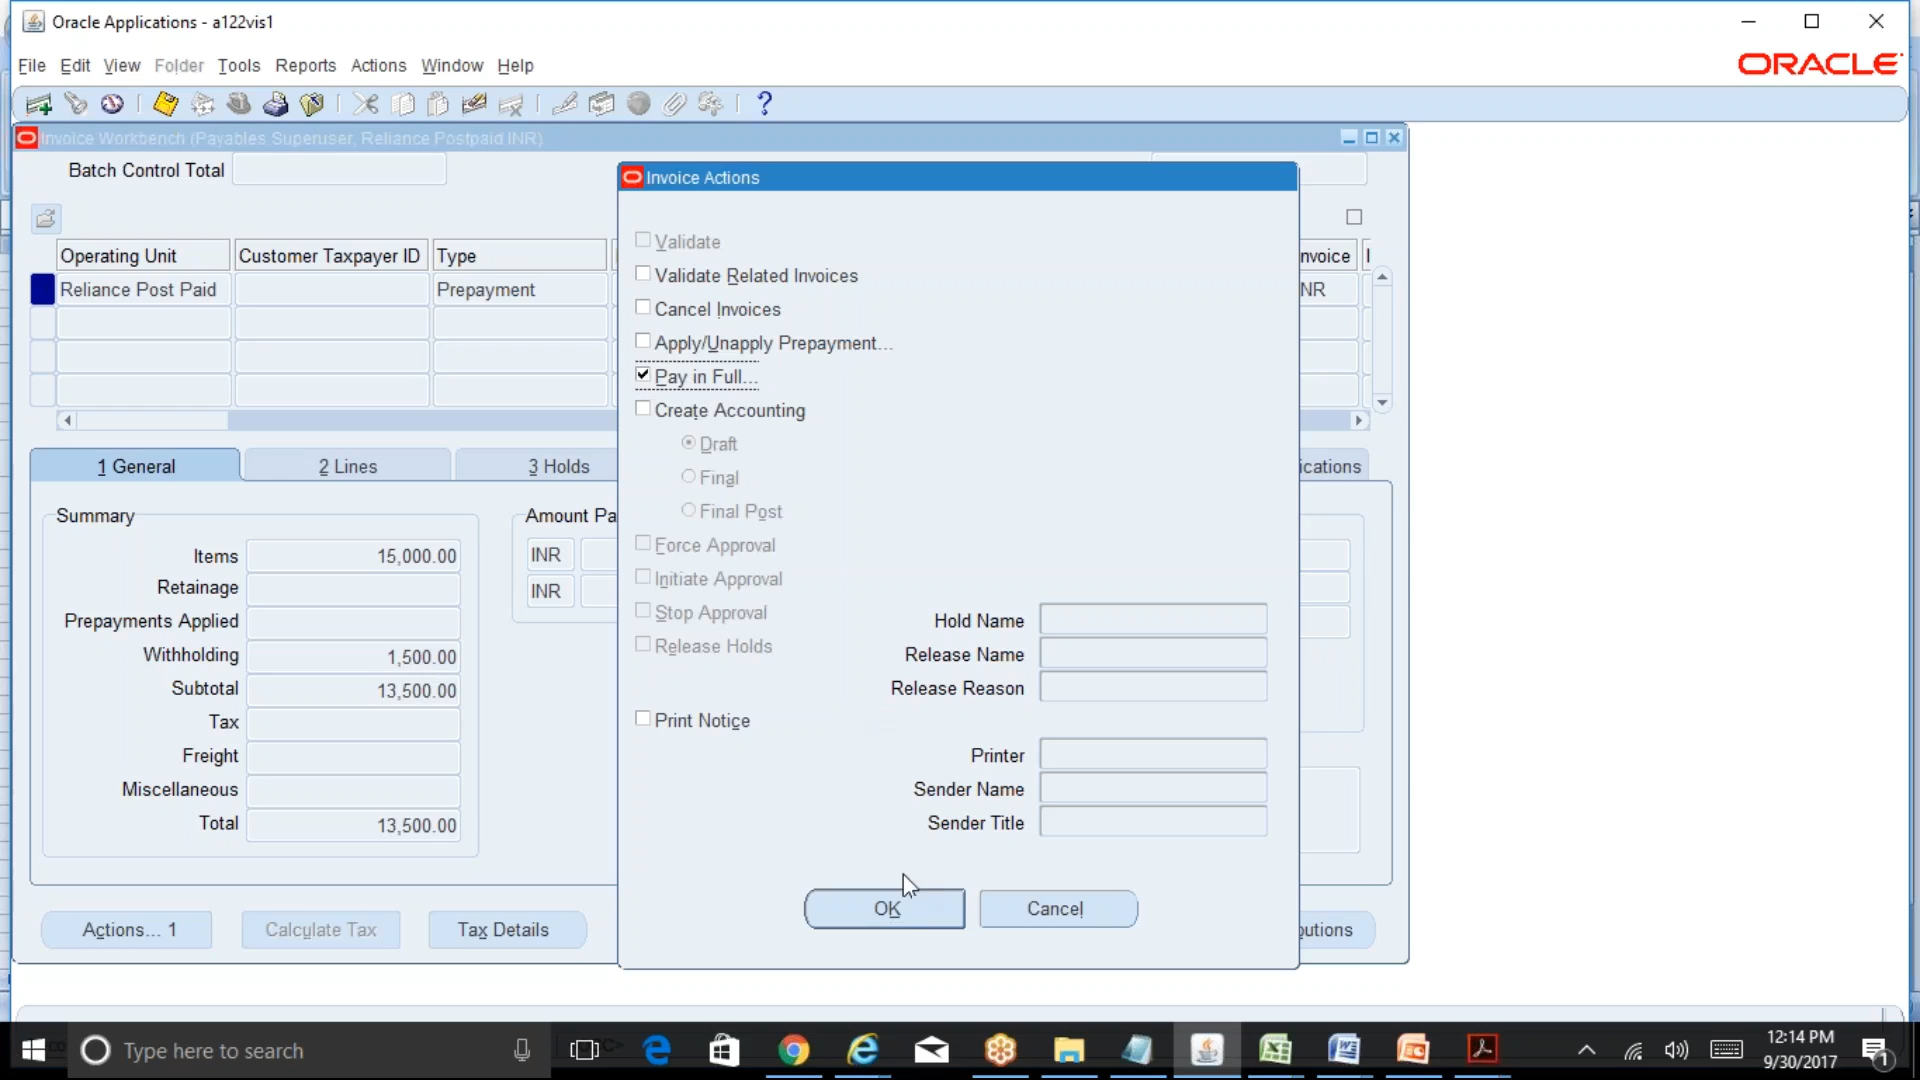 Oracle Applications - a122vis1
File Edit View Folder Tools Reports Actions Window Help
ORACLE
Invoice Workbench (Payables Superuser, Reliance Postpaid INR)
Batch Control Total
Invoice Actions
Operating Unit Customer Taxpayer ID Type nvoice I
Reliance Post Paid Prepayment NR
Validate
Validate Related Invoices
Cancel Invoices
Apply/Unapply Prepayment...
Pay in Full...
Create Accounting
Draft
Final
Final Post
Force Approval
Initiate Approval
Stop Approval
Release Holds
Hold Name
Release Name
Release Reason
Print Notice
Printer
Sender Name
Sender Title
OK Cancel
1 General 2 Lines 3 Holds ications
Summary
Items 15,000.00
Retainage
Prepayments Applied
Withholding 1,500.00
Subtotal 13,500.00
Tax
Freight
Miscellaneous
Total 13,500.00
Amount Pa
INR
INR
Actions... 1 Calculate Tax Tax Details butions
Type here to search
12:14 PM
9/30/2017
1